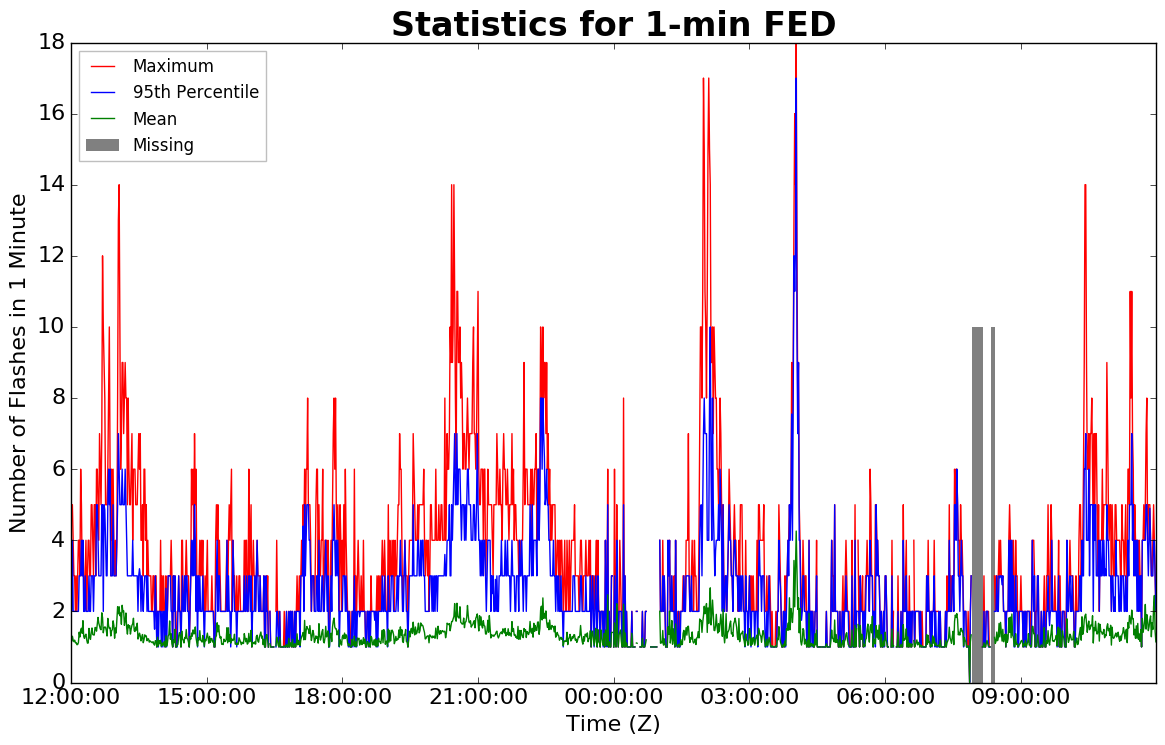 Statistics for 1-min FED
Maximum
95th Percentile
Mean
Missing
Number of Flashes in 1 Minute
18
16
14
12
10
8
6
4
2
0
12:00:00 15:00:00 18:00:00 21:00:00 00:00:00 03:00:00 06:00:00 09:00:00
Time (Z)